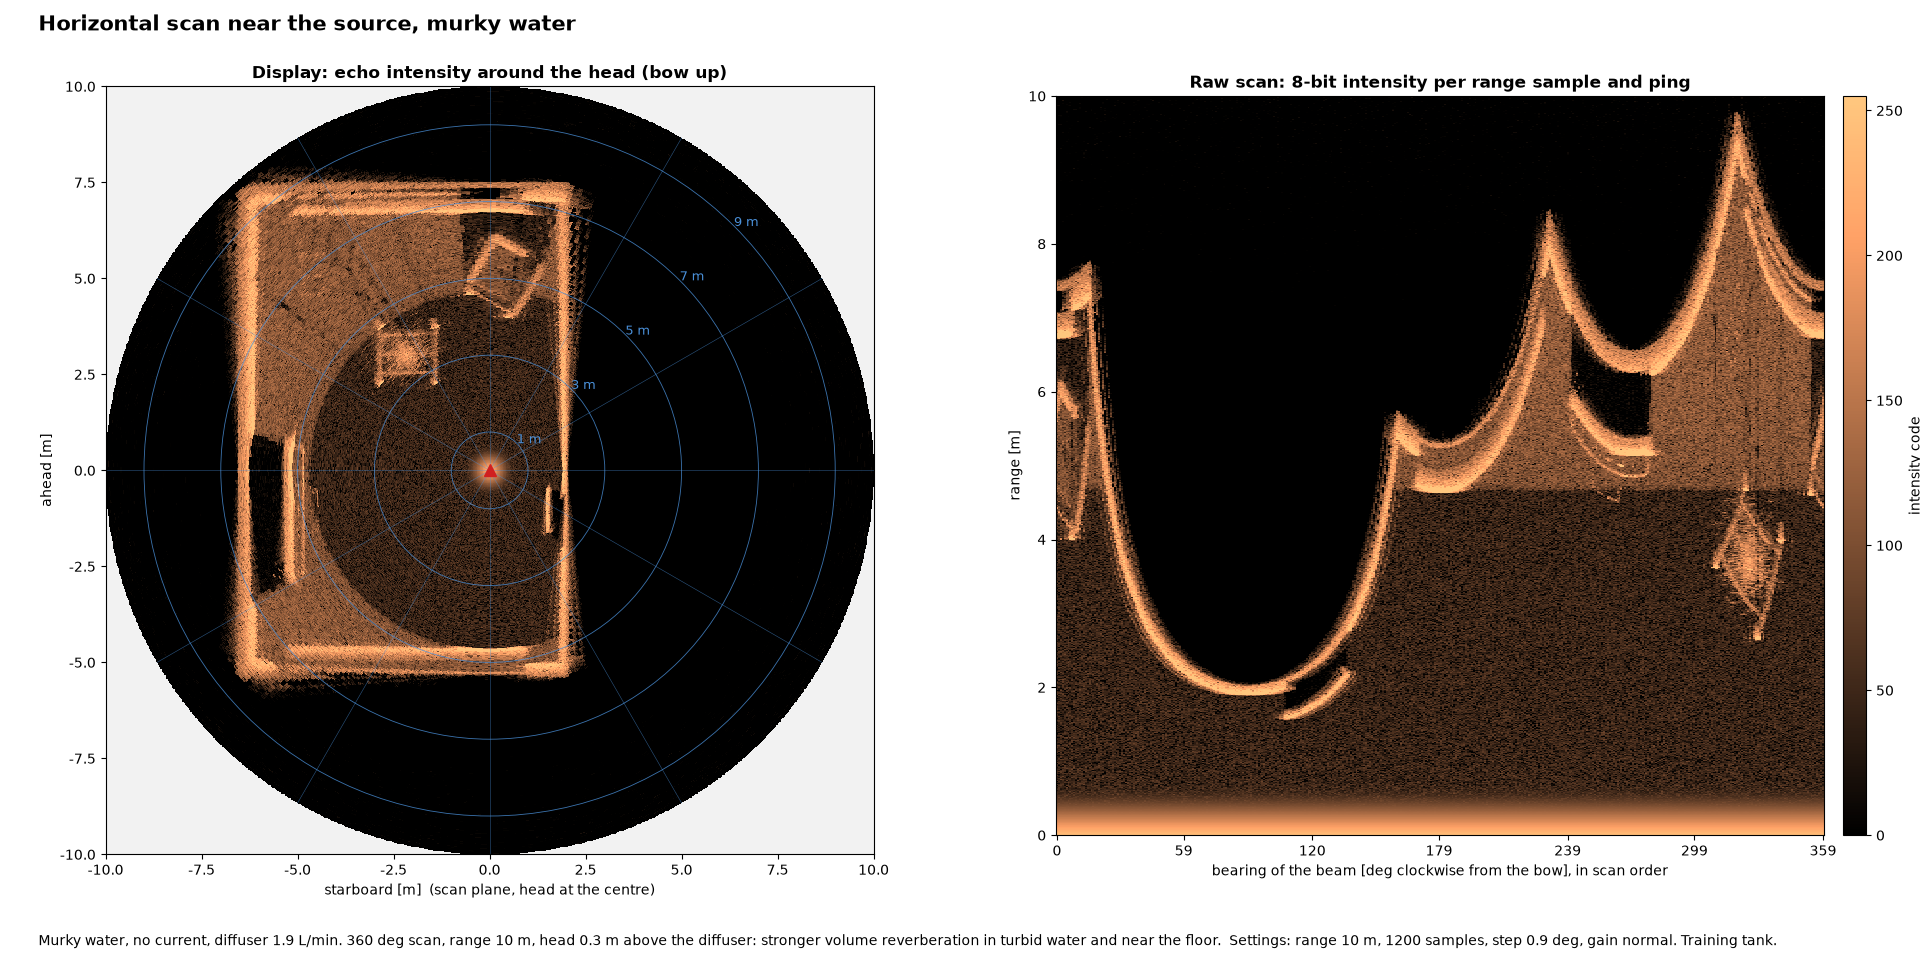 Horizontal scan near the source, murky water
Display: echo intensity around the head (bow up)
10.0
7.5
5.0
2.5
0.0
-2.5
-5.0
-7.5
-10.0
ahead [m]
9 m
7 m
5 m
3 m
1 m
-10.0 -7.5 -5.0 -2.5 0.0 2.5 5.0 7.5 10.0
starboard [m] (scan plane, head at the centre)
Raw scan: 8-bit intensity per range sample and ping
10
8
6
4
2
0
range [m]
0 59 120 179 239 299 359
bearing of the beam [deg clockwise from the bow], in scan order
250
200
150
100
50
0
intensity code
Murky water, no current, diffuser 1.9 L/min. 360 deg scan, range 10 m, head 0.3 m above the diffuser: stronger volume reverberation in turbid water and near the floor. Settings: range 10 m, 1200 samples, step 0.9 deg, gain normal. Training tank.